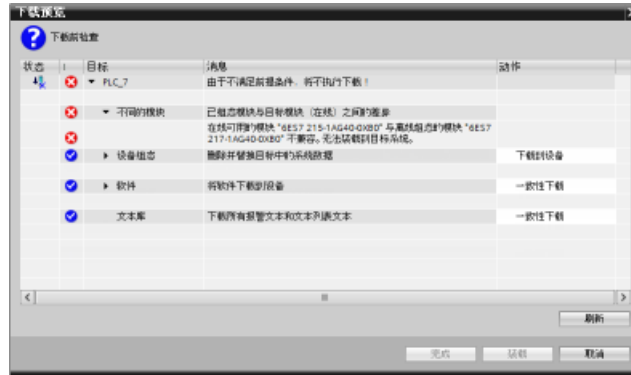 下载预览
下载前检查
状态 ! 目标 消息 动作
PLC_7 由于不满足前提条件，将不执行下载！
不同的模块 已组态模块与目标模块（在线）之间的差异
在线可用的模块 "6ES7 215-1AG40-0XB0" 与离线组态的模块 "6ES7
217-1AG40-0XB0" 不兼容。无法装载到目标系统。
设备组态 删除并替换目标中的系统数据 下载到设备
软件 将软件下载到设备 一致性下载
文本库 下载所有报警文本和文本列表文本 一致性下载
刷新
完成 装载 取消